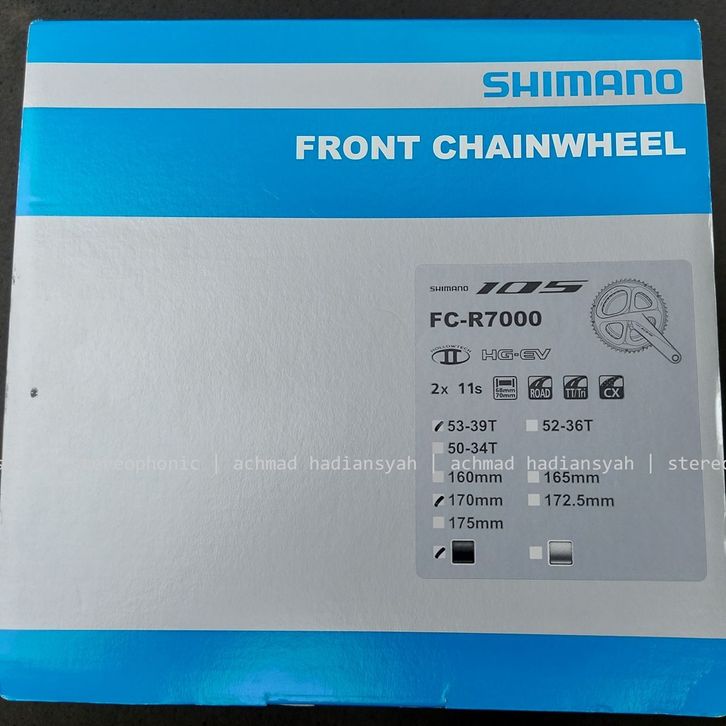 SHIMANO
FRONT CHAINWHEEL
SHIMANO 105
FC-R7000
HOLLOWTECH II HG-EV
2x 11s 68mm 70mm ROAD TT/Tri CX
53-39T 52-36T
50-34T
stereophonic | achmad hadiansyah | achmad hadiansyah | stereo
160mm 165mm
170mm 172.5mm
175mm